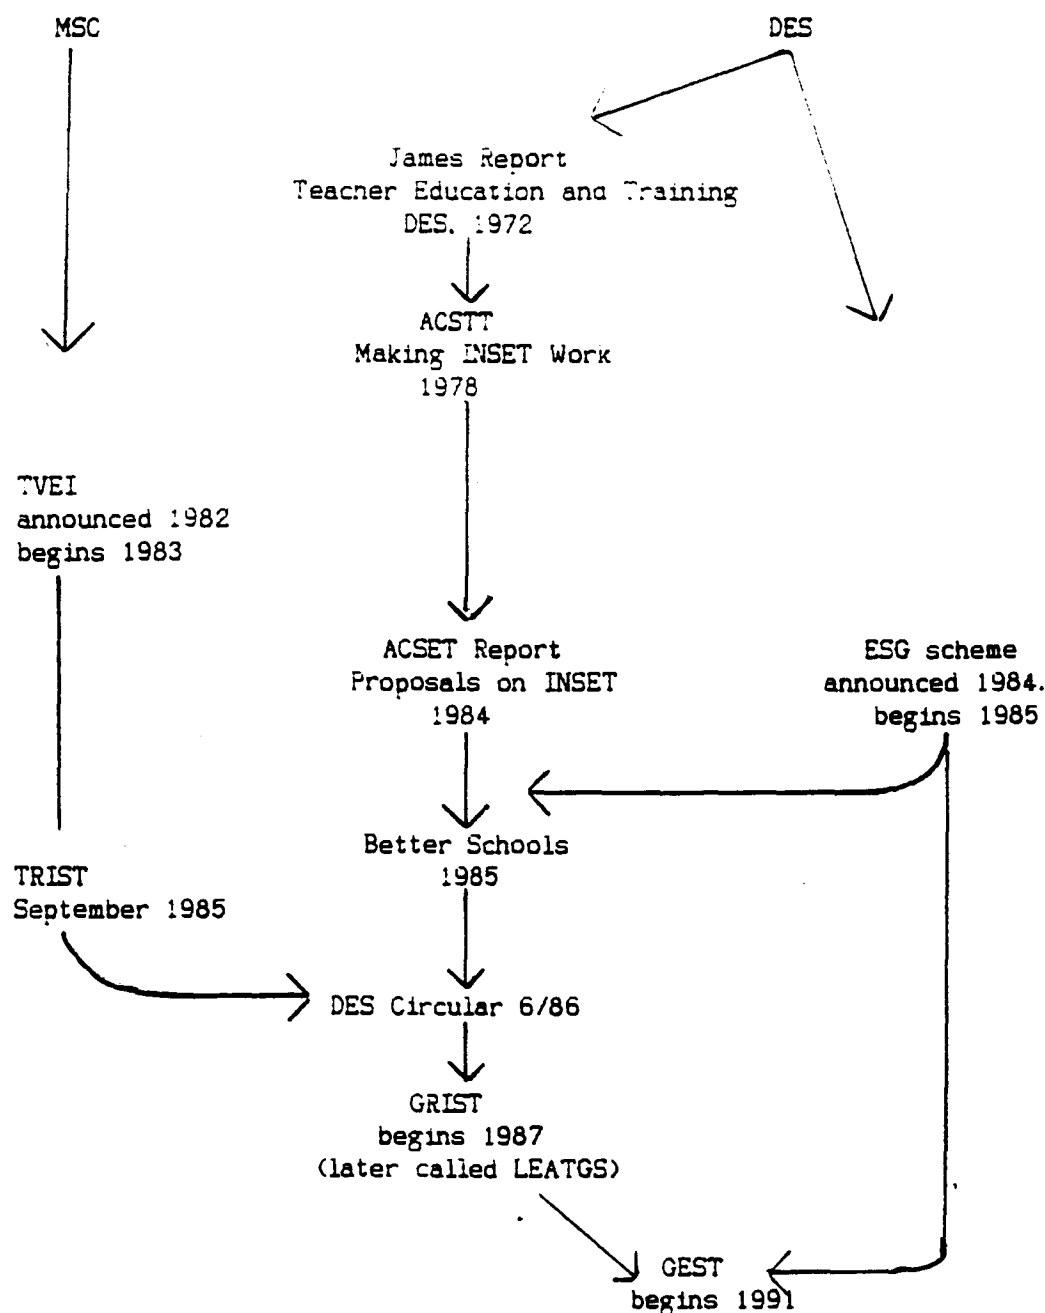 MSC
DES
James Report
Teacher Education and Training
DES. 1972
ACSTT
Making INSET Work
1978
TVEI
announced 1982
begins 1983
ACSET Report
Proposals on INSET
1984
ESG scheme
announced 1984.
begins 1985
Better Schools
1985
TRIST
September 1985
DES Circular 6/86
GRIST
begins 1987
(later called LEATGS)
GEST
begins 1991